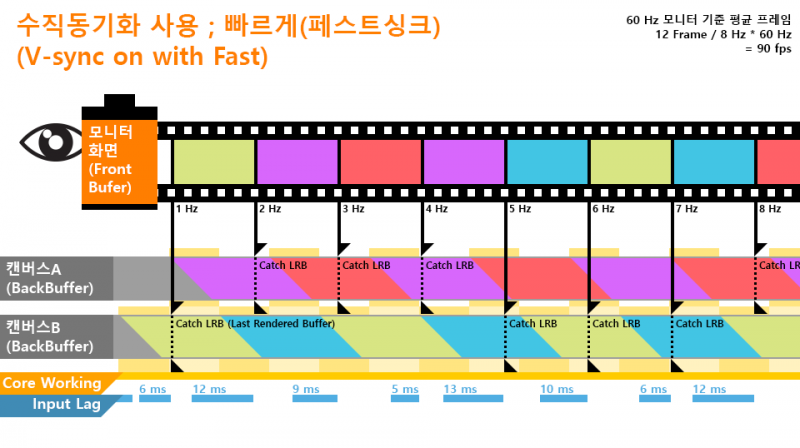 수직동기화 사용 ; 빠르게(페스트싱크)
(V-sync on with Fast)
60 Hz 모니터 기준 평균 프레임
12 Frame / 8 Hz * 60 Hz
= 90 fps
모니터
화면
(Front
Bufer)
1 Hz
2 Hz
3 Hz
4 Hz
5 Hz
6 Hz
7 Hz
8 Hz
캔버스A
(BackBuffer)
Catch LRB
Catch LRB
Catch LRB
Catch LRB
캔버스B
(BackBuffer)
Catch LRB (Last Rendered Buffer)
Catch LRB
Catch LRB
Catch LRB
Core Working
Input Lag
6 ms
12 ms
9 ms
5 ms
13 ms
10 ms
6 ms
12 ms